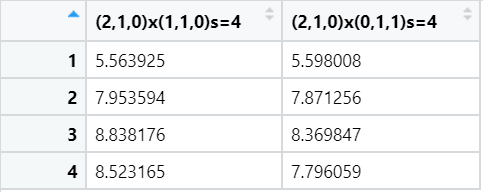 (2,1,0)x(1,1,0)s=4 (2,1,0)x(0,1,1)s=4
1 5.563925 5.598008
2 7.953594 7.871256
3 8.838176 8.369847
4 8.523165 7.796059